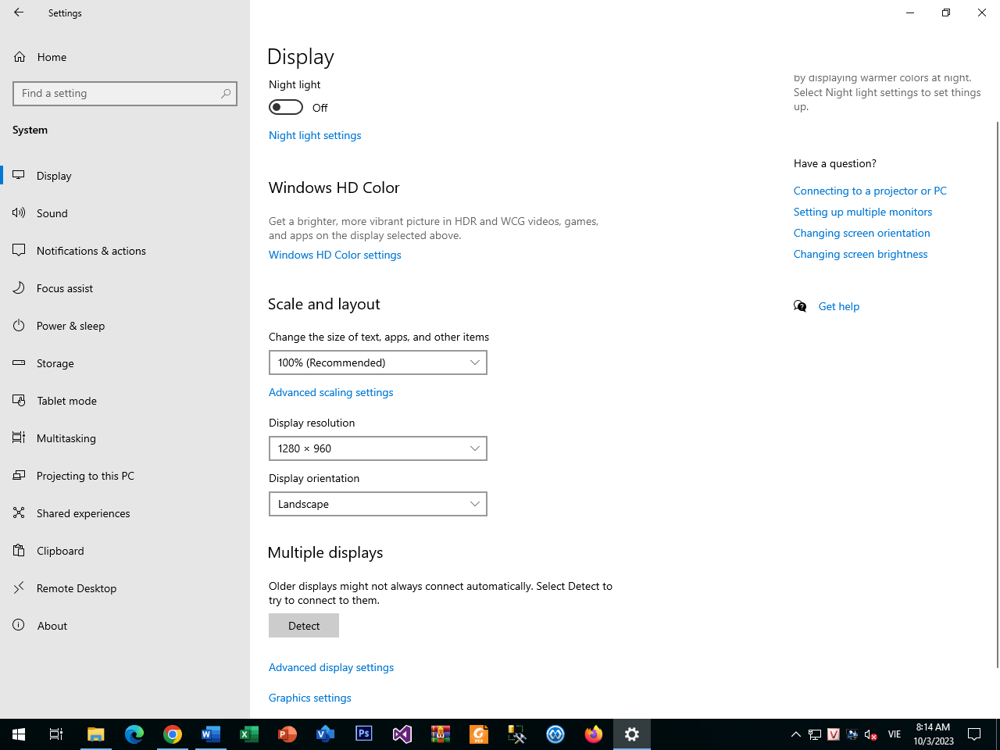 Settings
Home
Find a setting
System
Display
Sound
Notifications & actions
Focus assist
Power & sleep
Storage
Tablet mode
Multitasking
Projecting to this PC
Shared experiences
Clipboard
Remote Desktop
About
Display
Night light
Off
Night light settings
Windows HD Color
Get a brighter, more vibrant picture in HDR and WCG videos, games,
and apps on the display selected above.
Windows HD Color settings
Scale and layout
Change the size of text, apps, and other items
100% (Recommended)
Advanced scaling settings
Display resolution
1280 × 960
Display orientation
Landscape
Multiple displays
Older displays might not always connect automatically. Select Detect to
try to connect to them.
Detect
Advanced display settings
Graphics settings
by displaying warmer colors at night.
Select Night light settings to set things
up.
Have a question?
Connecting to a projector or PC
Setting up multiple monitors
Changing screen orientation
Changing screen brightness
Get help
VIE
8:14 AM
10/3/2023